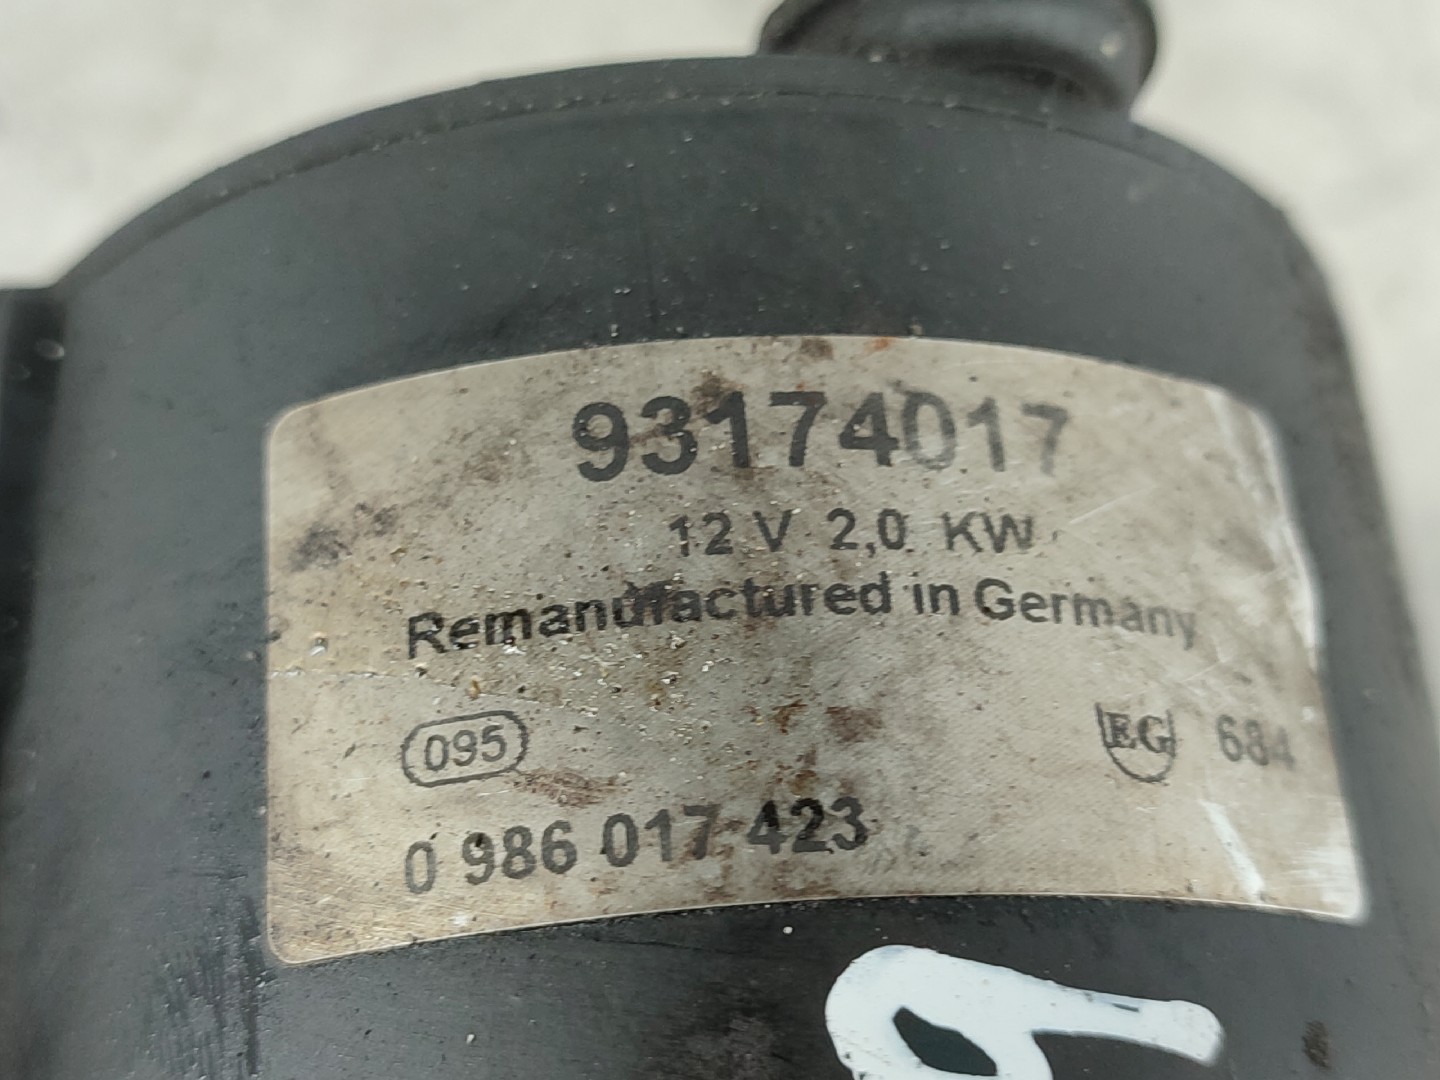 93174017
12 V 2,0 KW
Remanufactured in Germany
095
EG 684
0 986 017 423